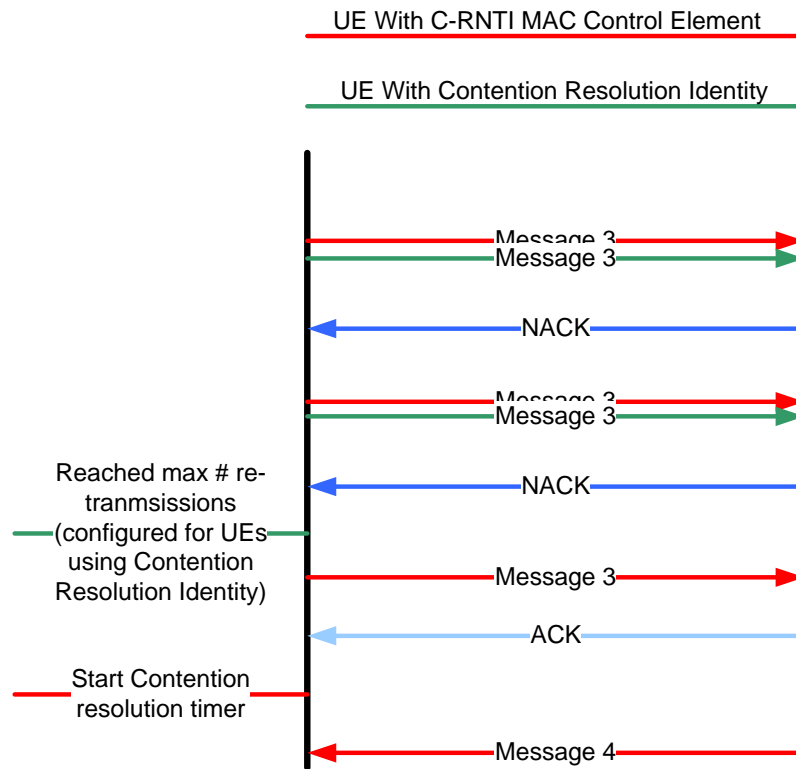 UE With C-RNTI MAC Control Element
UE With Contention Resolution Identity
Message 3
Message 3
NACK
Message 3
Message 3
Reached max # re-
tranmsissions
(configured for UEs
using Contention
Resolution Identity)
NACK
Message 3
ACK
Start Contention
resolution timer
Message 4